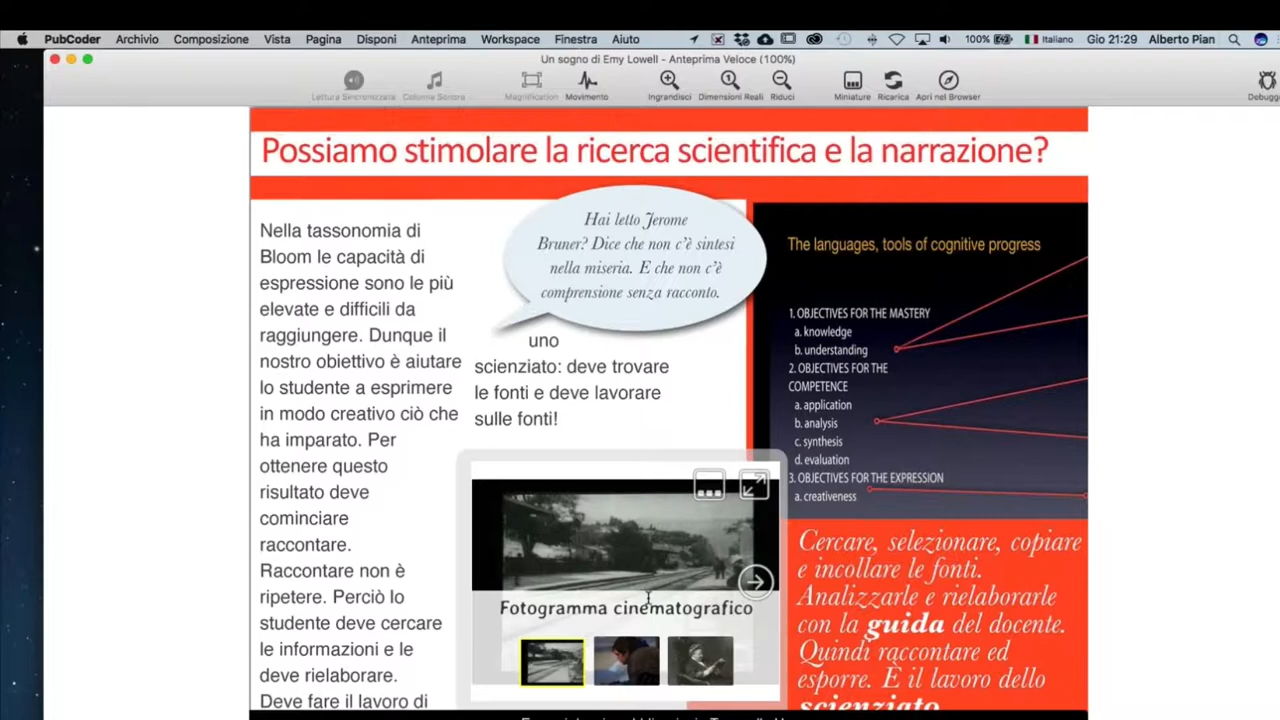 PubCoder Archivio Composizione Vista Pagina Disponi Anteprima Workspace Finestra Aiuto 100% Italiano Gio 21:29 Alberto Pian
Un sogno di Emy Lowell - Anteprima Veloce (100%)
Lettura Sincronizzata Colonna Sonora Magnification Movimento Ingrandisci Dimensioni Reali Riduci Miniature Ricarica Apri nel Browser Debugg
Possiamo stimolare la ricerca scientifica e la narrazione?
Nella tassonomia di
Bloom le capacità di
espressione sono le più
elevate e difficili da
raggiungere. Dunque il
nostro obiettivo è aiutare
lo studente a esprimere
in modo creativo ciò che
ha imparato. Per
ottenere questo
risultato deve
cominciare
raccontare.
Raccontare non è
ripetere. Perciò lo
studente deve cercare
le informazioni e le
deve rielaborare.
Deve fare il lavoro di
Hai letto Jerome
Bruner? Dice che non c'è sintesi
nella miseria. E che non c'è
comprensione senza racconto.
uno
scienziato: deve trovare
le fonti e deve lavorare
sulle fonti!
Fotogramma cinematografico
The languages, tools of cognitive progress
1. OBJECTIVES FOR THE MASTERY
a. knowledge
b. understanding
2. OBJECTIVES FOR THE
COMPETENCE
a. application
b. analysis
c. synthesis
d. evaluation
3. OBJECTIVES FOR THE EXPRESSION
a. creativeness
Cercare, selezionare, copiare
e incollare le fonti.
Analizzarle e rielaborarle
con la guida del docente.
Quindi raccontare ed
esporre. È il lavoro dello
scienziato